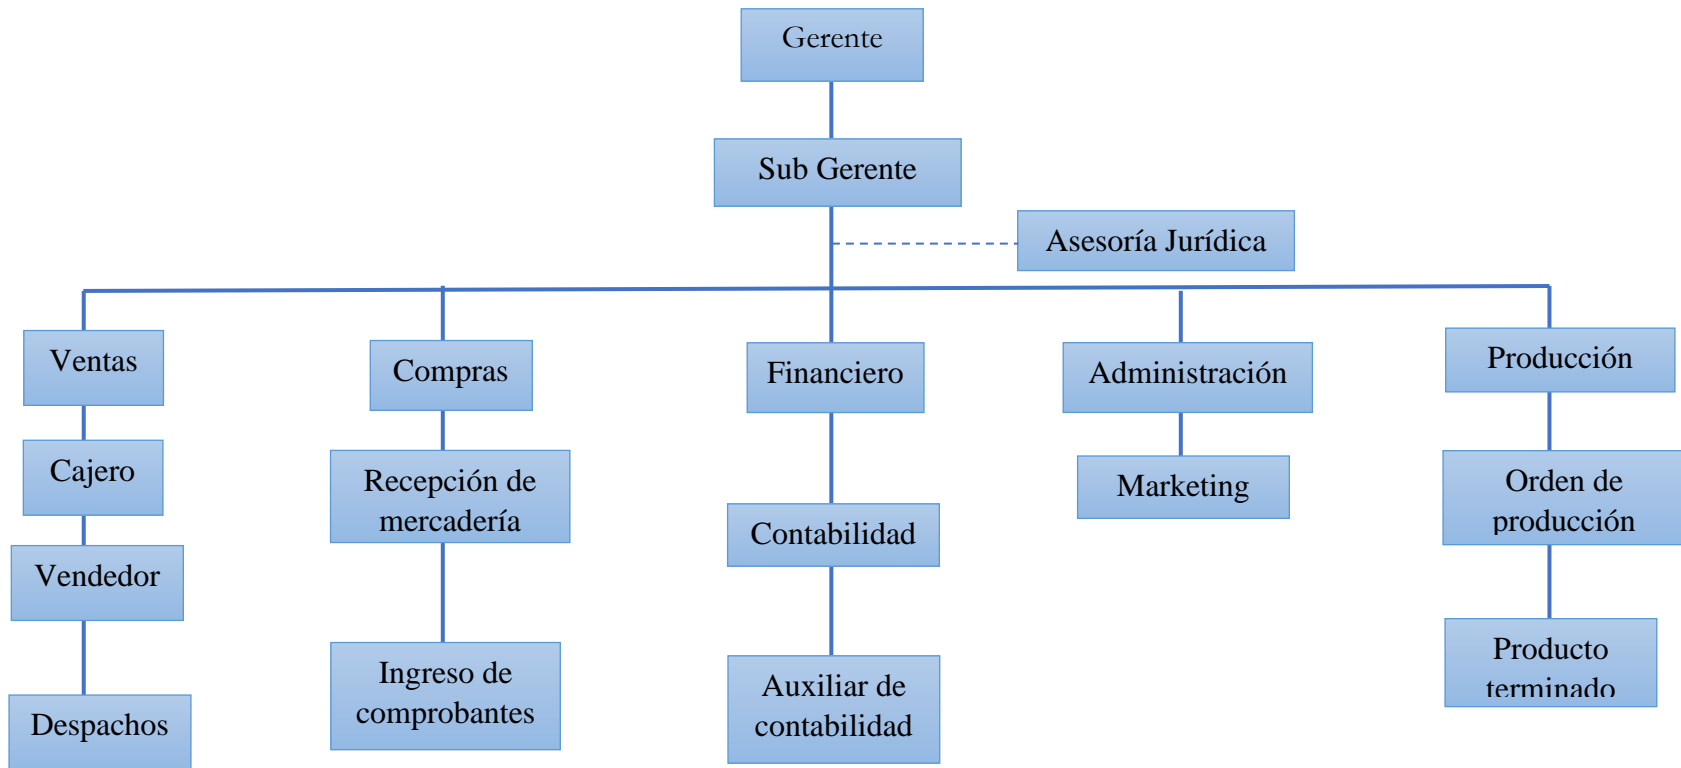 Gerente
Sub Gerente
Asesoría Jurídica
Ventas
Compras
Financiero
Administración
Producción
Cajero
Recepción de
mercadería
Contabilidad
Marketing
Orden de
producción
Vendedor
Ingreso de
comprobantes
Auxiliar de
contabilidad
Producto
terminado
Despachos